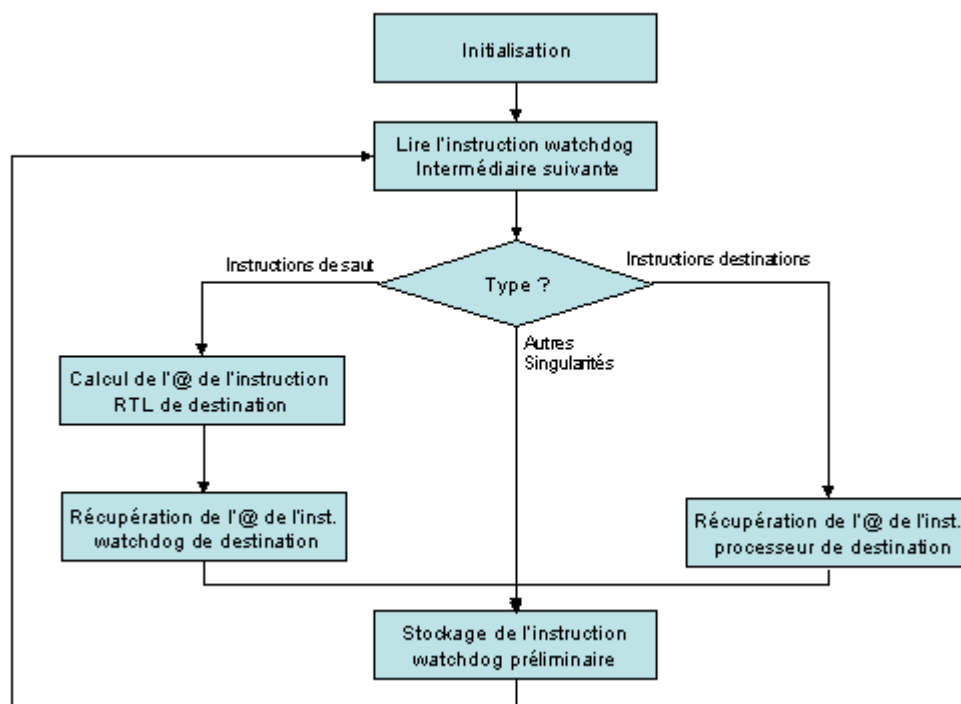 Initialisation
Lire l'instruction watchdog
Intermédiaire suivante
Instructions de saut
Instructions destinations
Type ?
Autres
Singularités
Calcul de l'@ de l'instruction
RTL de destination
Récupération de l'@ de l'inst.
watchdog de destination
Récupération de l'@ de l'inst.
processeur de destination
Stockage de l'instruction
watchdog préliminaire